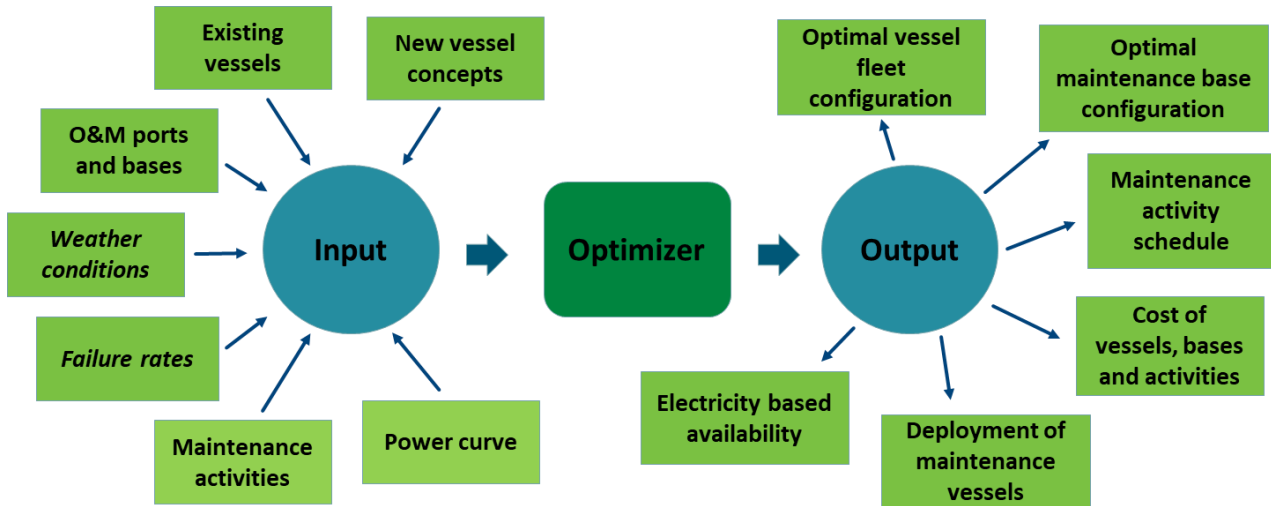 Existing
vessels
New vessel
concepts
O&M ports
and bases
Weather
conditions
Failure rates
Maintenance
activities
Power curve
Input
Optimizer
Output
Optimal vessel
fleet
configuration
Optimal
maintenance base
configuration
Maintenance
activity
schedule
Cost of
vessels, bases
and activities
Deployment of
maintenance
vessels
Electricity based
availability